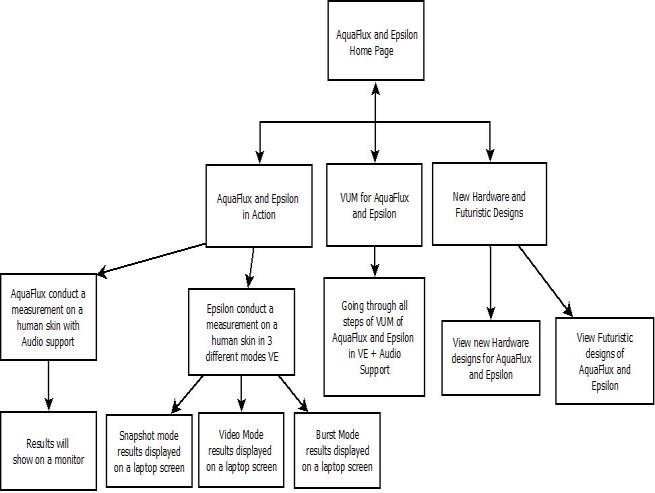 AquaFlux and Epsilon
Home Page
AquaFlux and Epsilon
in Action
VUM for AquaFlux
and Epsilon
New Hardware and
Futuristic Designs
AquaFlux conduct a
measurement on a
human skin with
Audio support
Epsilon conduct a
measurement on a
human skin in 3
different modes VE
Going through all
steps of VUM of
AquaFlux and Epsilon
in VE + Audio
Support
View new Hardware
designs for AquaFlux
and Epsilon
View Futuristic
designs of
AquaFlux and
Epsilon
Results will
show on a monitor
Snapshot mode
results displayed
on a laptop screen
Video Mode
results displayed
on a laptop screen
Burst Mode
results displayed
on a laptop screen